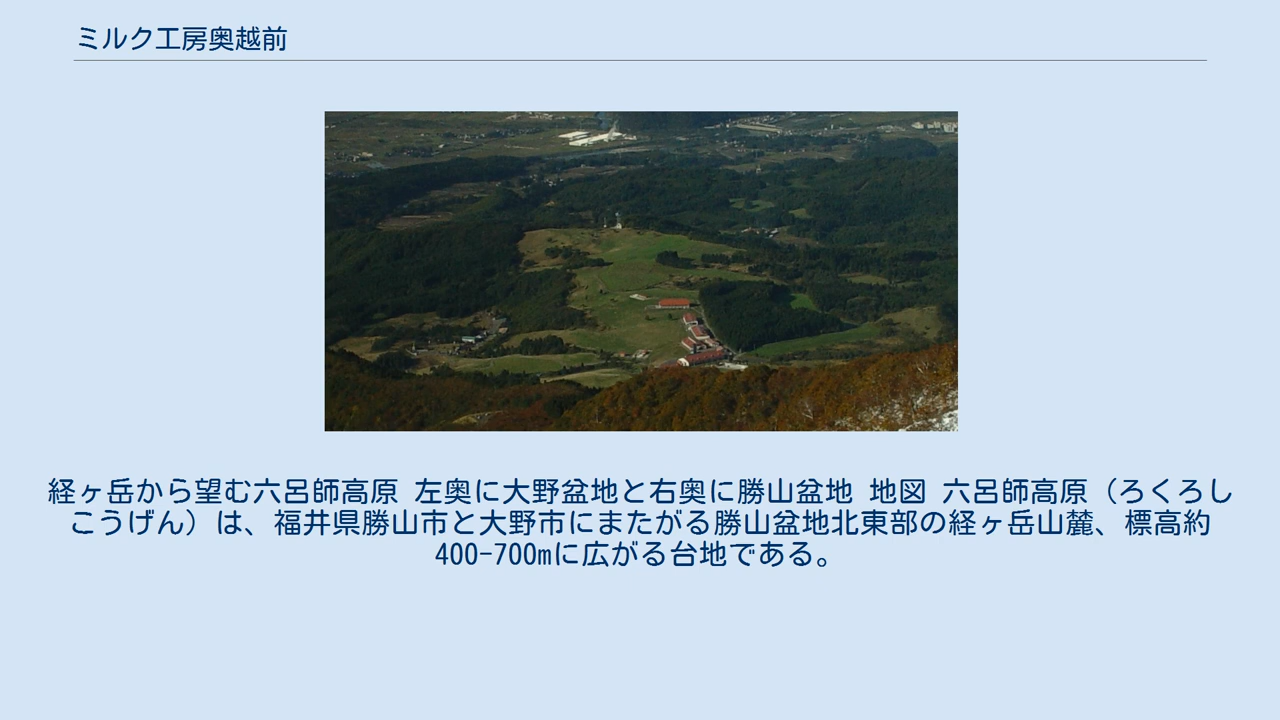 ミルク工房奥越前
経ヶ岳から望む六呂師高原 左奥に大野盆地と右奥に勝山盆地 地図 六呂師高原（ろくろし
こうげん）は、福井県勝山市と大野市にまたがる勝山盆地北東部の経ヶ岳山麓、標高約
400-700mに広がる台地である。